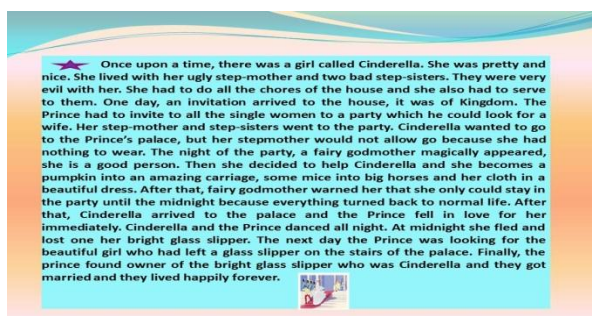 Once upon a time, there was a girl called Cinderella. She was pretty and
nice. She lived with her ugly step-mother and two bad step-sisters. They were very
evil with her. She had to do all the chores of the house and she also had to serve
to them. One day, an invitation arrived to the house, it was of Kingdom. The
Prince had to invite to all the single women to a party which he could look for a
wife. Her step-mother and step-sisters went to the party. Cinderella wanted to go
to the Prince's palace, but her stepmother would not allow go because she had
nothing to wear. The night of the party, a fairy godmother magically appeared,
she is a good person. Then she decided to help Cinderella and she becomes a
pumpkin into an amazing carriage, some mice into big horses and her cloth in a
beautiful dress. After that, fairy godmother warned her that she only could stay in
the party until the midnight because everything turned back to normal life. After
that, Cinderella arrived to the palace and the Prince fell in love for her
immediately. Cinderella and the Prince danced all night. At midnight she fled and
lost one her bright glass slipper. The next day the Prince was looking for the
beautiful girl who had left a glass slipper on the stairs of the palace. Finally, the
prince found owner of the bright glass slipper who was Cinderella and they got
married and they lived happily forever.